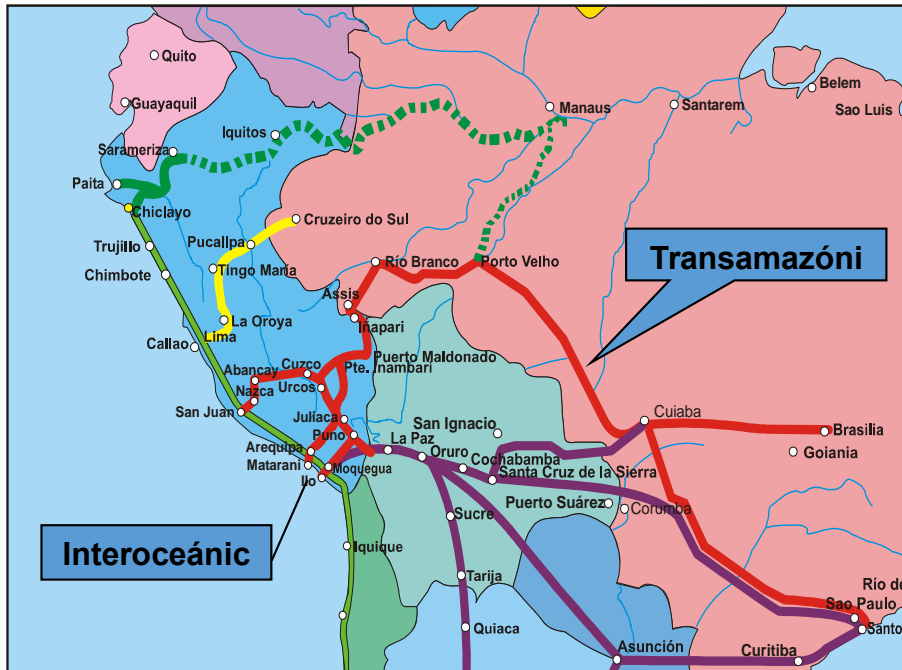 Quito
Belem
Guayaquil
Manaus
Santarem
Sao Luis
Iquitos
Sarameriza
Paita
Chiclayo
Cruzeiro do Sul
Trujillo
Pucallpa
Río Branco
Porto Velho
Transamazóni
Chimbote
Tingo María
Assis
La Oroya
Iñapari
Lima
Callao
Puerto Maldonado
Cuzco
Pte. Inambari
Abancay
Urcos
Nazca
San Juan
Juliaca
San Ignacio
Cuiaba
Puno
Brasilia
La Paz
Arequipa
Oruro
Goiania
Matarani
Moquegua
Cochabamba
Ilo
Santa Cruz de la Sierra
Puerto Suárez
Corumba
Sucre
Interoceánic
Iquique
Tarija
Río de
Sao Paulo
Quiaca
Santo
Asunción
Curitiba